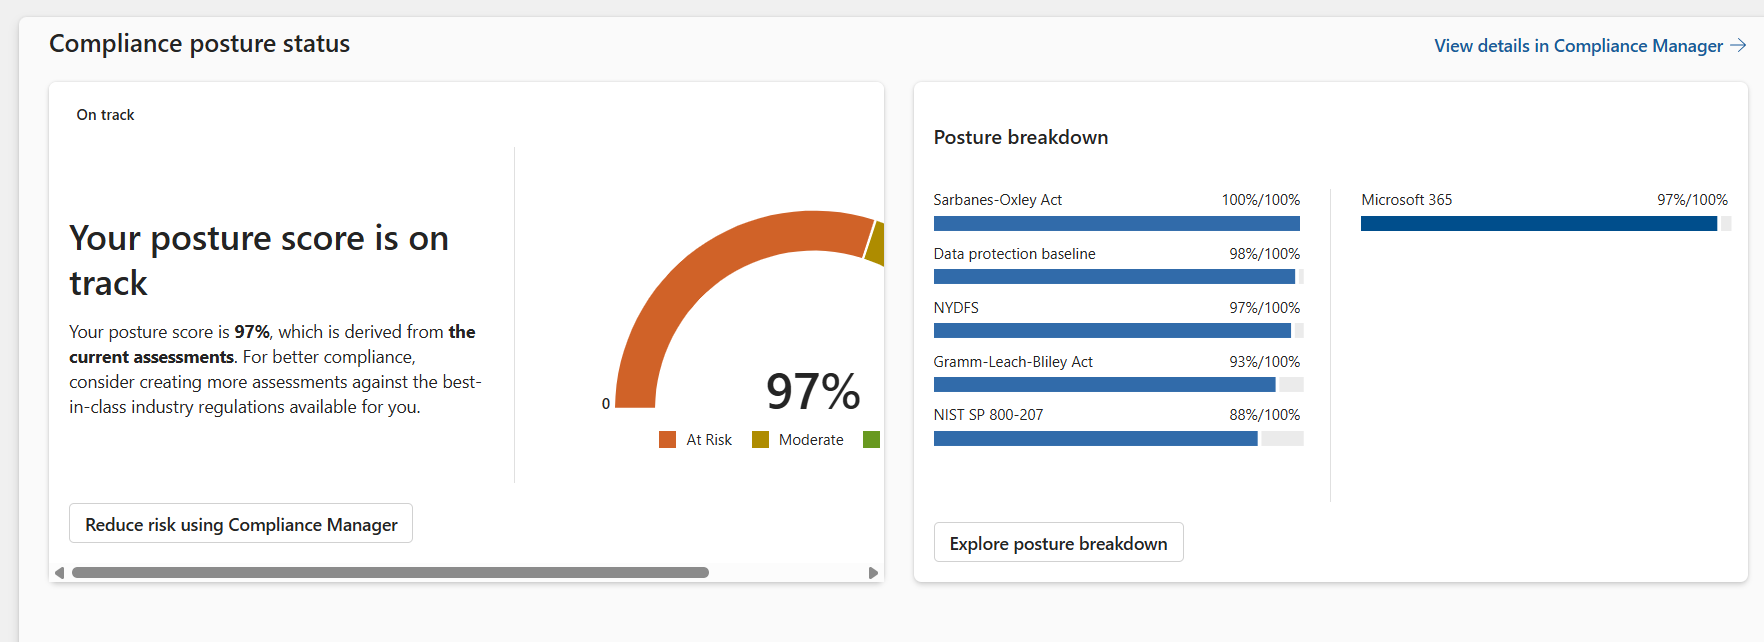 Compliance posture status
View details in Compliance Manager →
On track
Your posture score is on
track
Your posture score is 97%, which is derived from the
current assessments. For better compliance,
consider creating more assessments against the best-
in-class industry regulations available for you.
0
97%
At Risk
Moderate
Reduce risk using Compliance Manager
Posture breakdown
Sarbanes-Oxley Act 100%/100%
Data protection baseline 98%/100%
NYDFS 97%/100%
Gramm-Leach-Bliley Act 93%/100%
NIST SP 800-207 88%/100%
Microsoft 365 97%/100%
Explore posture breakdown